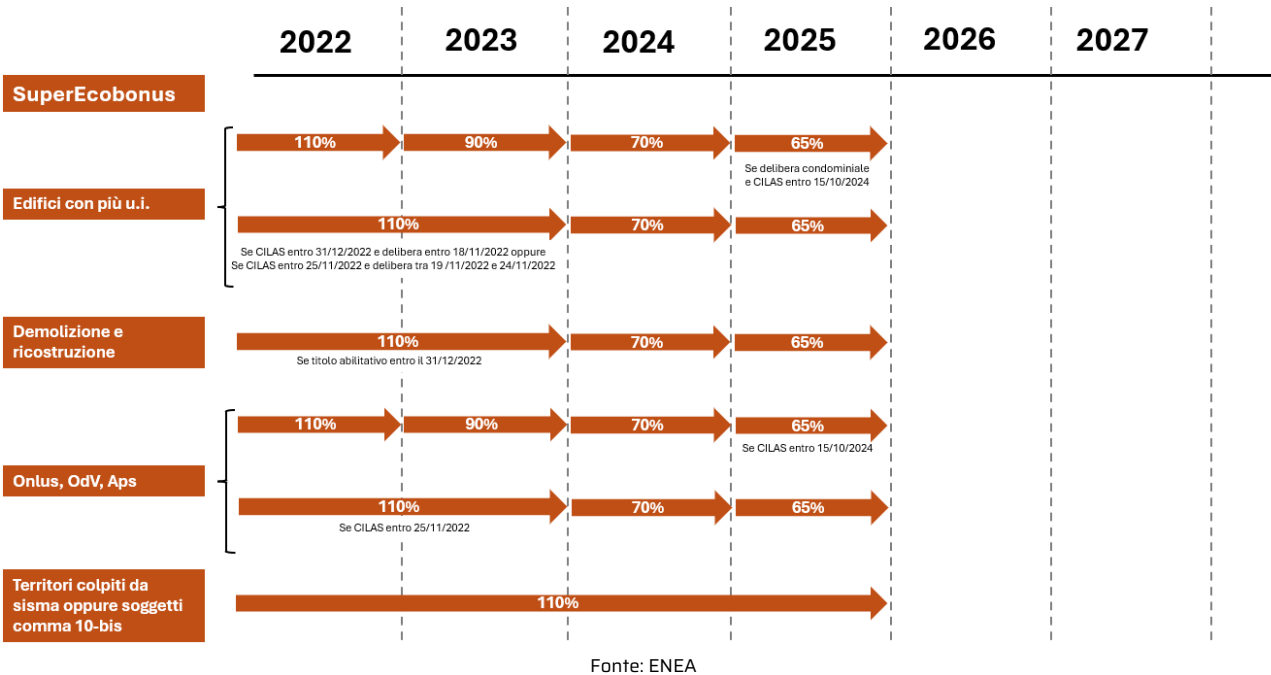 2022 2023 2024 2025 2026 2027
SuperEcobonus
110% 90% 70% 65%
Se delibera condominiale
e CILAS entro 15/10/2024
Edifici con più u.i.
110% 70% 65%
Se CILAS entro 31/12/2022 e delibera entro 18/11/2022 oppure
Se CILAS entro 25/11/2022 e delibera tra 19 /11/2022 e 24/11/2022
Demolizione e
ricostruzione
110% 70% 65%
Se titolo abilitativo entro il 31/12/2022
110% 90% 70% 65%
Se CILAS entro 15/10/2024
Onlus, OdV, Aps
110% 70% 65%
Se CILAS entro 25/11/2022
Territori colpiti da
sisma oppure soggetti
comma 10-bis
110%
Fonte: ENEA